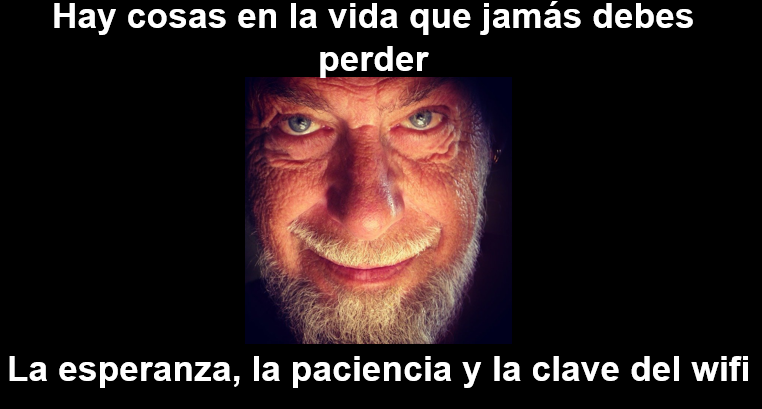 Hay cosas en la vida que jamás debes
perder
La esperanza, la paciencia y la clave del wifi